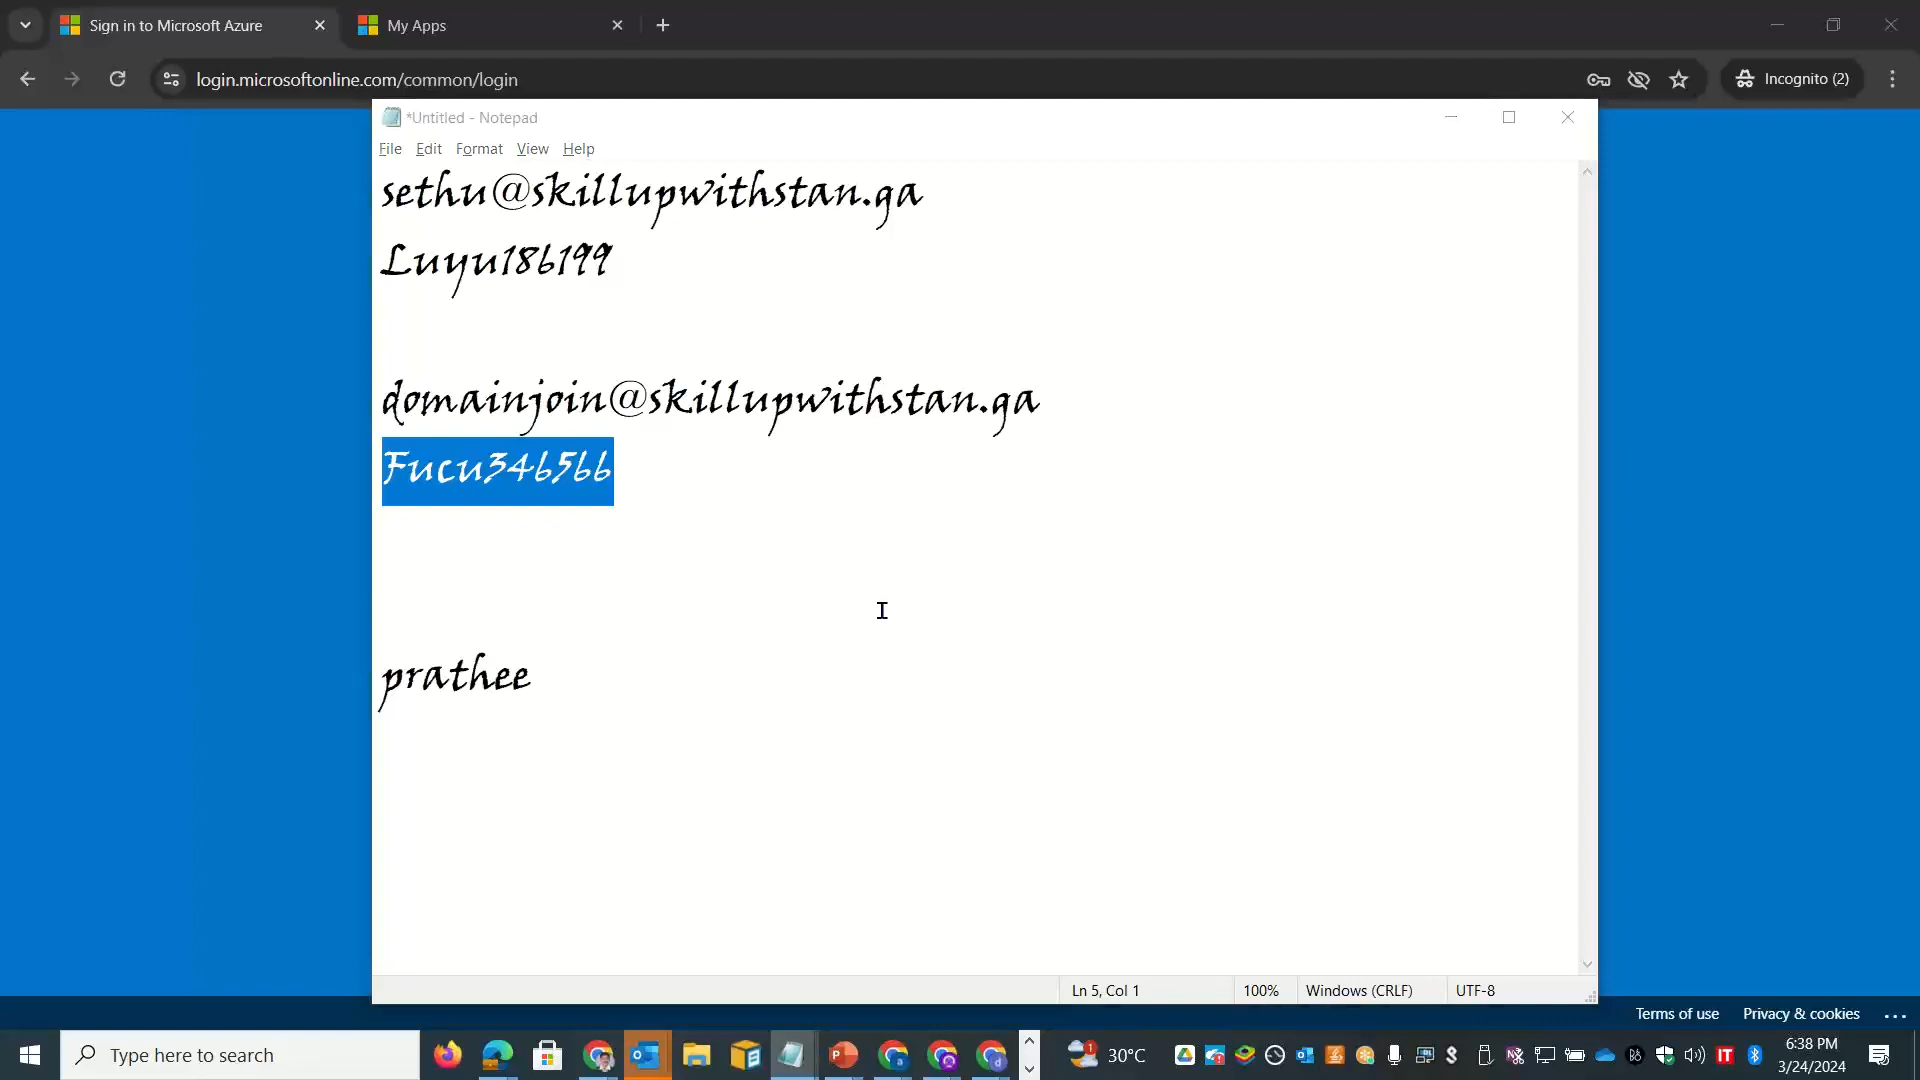 Sign in to Microsoft Azure
My Apps
login.microsoftonline.com/common/login
Incognito (2)
*Untitled - Notepad
File Edit Format View Help
sethu@skillupwithstan.ga
Luyu186199
domainjoin@skillupwithstan.ga
Fucu346566
prathee
Ln 5, Col 1
100%
Windows (CRLF)
UTF-8
Terms of use
Privacy & cookies
...
Type here to search
30°C
6:38 PM
3/24/2024